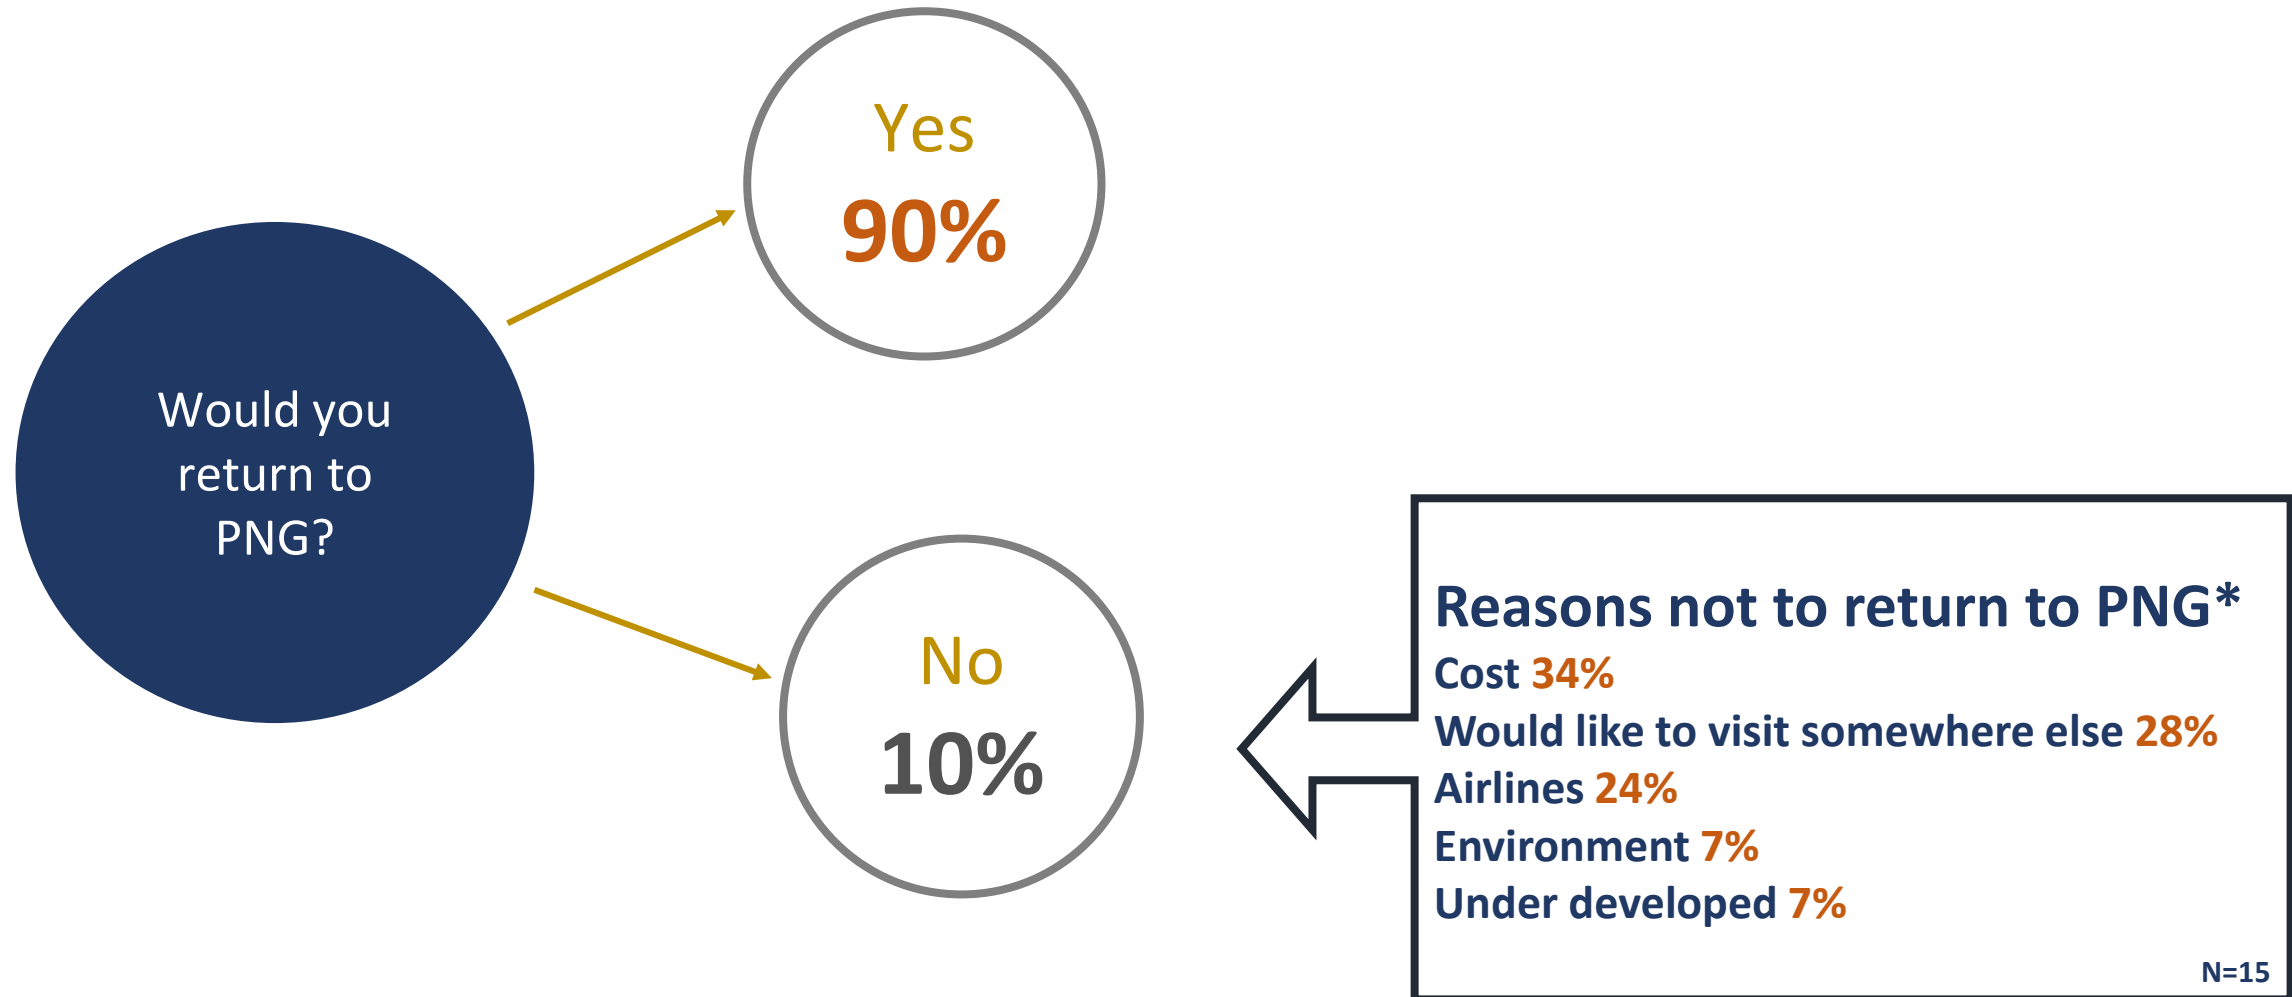 Would you
return to
PNG?
Yes
90%
No
10%
Reasons not to return to PNG*
Cost 34%
Would like to visit somewhere else 28%
Airlines 24%
Environment 7%
Under developed 7%
N=15